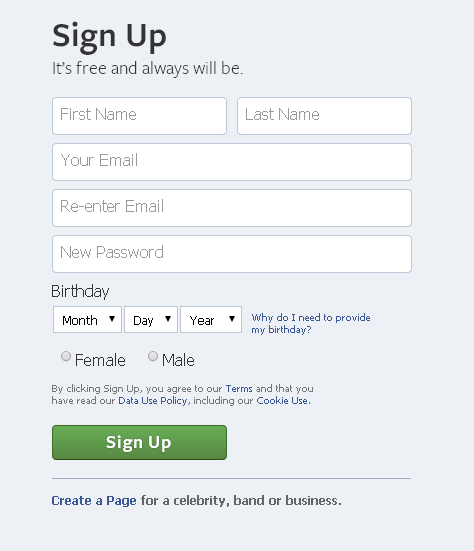 Sign Up
It's free and always will be.
First Name Last Name
Your Email
Re-enter Email
New Password
Birthday
Month Day Year Why do I need to provide
my birthday?
Female Male
By clicking Sign Up, you agree to our Terms and that you
have read our Data Use Policy, including our Cookie Use.
Sign Up
Create a Page for a celebrity, band or business.